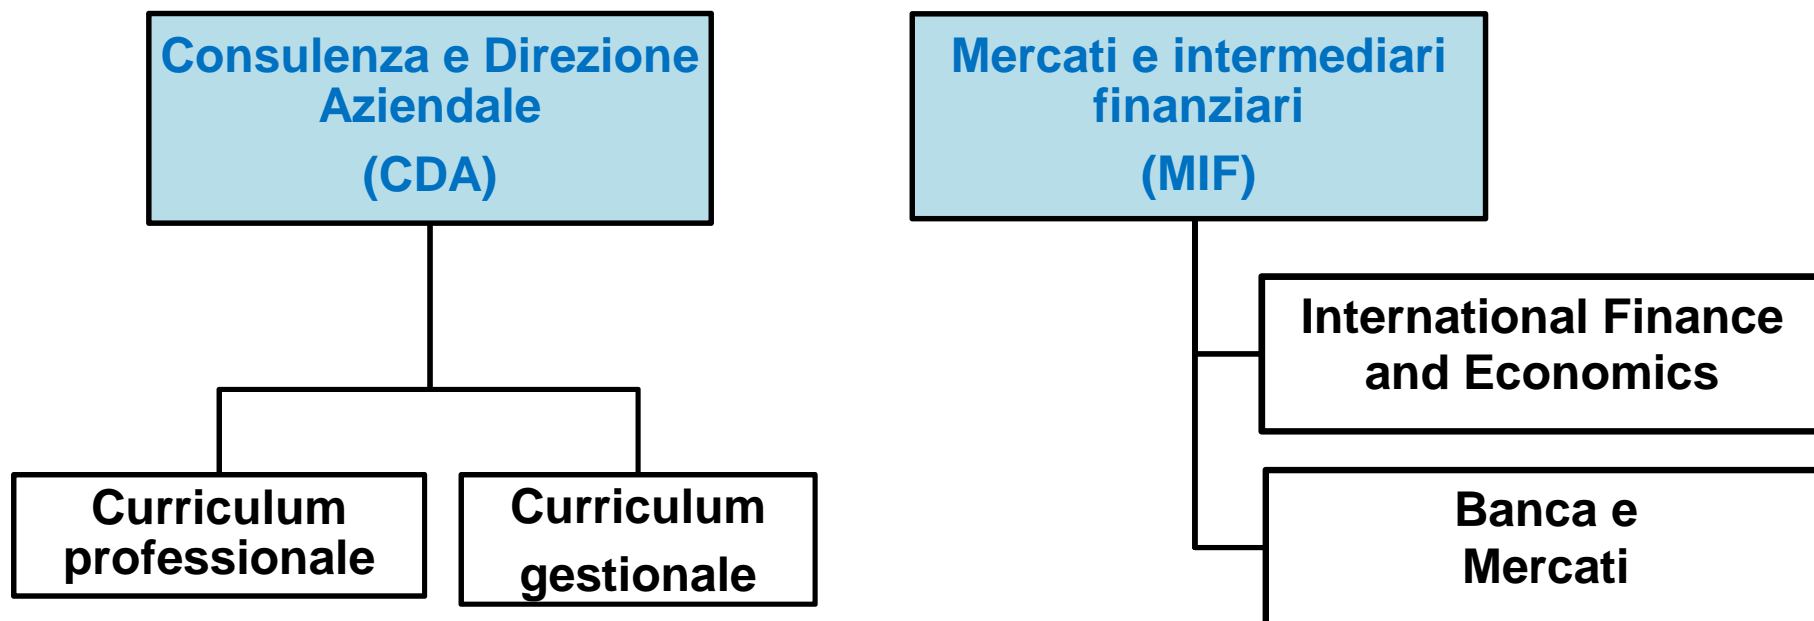 Consulenza e Direzione
Aziendale
(CDA)
Mercati e intermediari
finanziari
(MIF)
International Finance
and Economics
Banca e
Mercati
Curriculum
professionale
Curriculum
gestionale